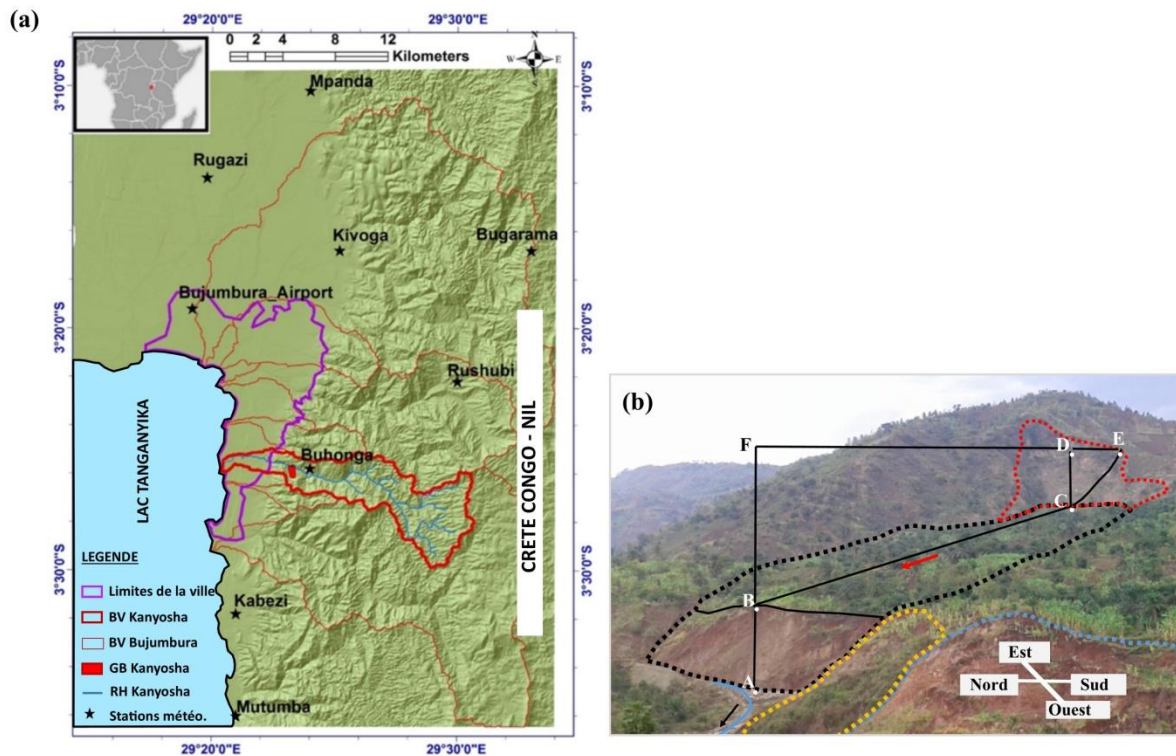 (a)
29°20'0"E
29°30'0"E
0 2 4 8 12
Kilometers
N
W E
S
3°10'0"S
3°10'0"S
Mpanda
Rugazi
Kivoga
Bugarama
Bujumbura_Airport
3°20'0"S
3°20'0"S
Rushubi
LAC TANGANYIKA
Buhonga
CRETE CONGO - NIL
LEGENDE
Limites de la ville
BV Kanyosha
BV Bujumbura
GB Kanyosha
RH Kanyosha
Stations météo.
3°30'0"S
3°30'0"S
Kabezi
Mutumba
29°20'0"E
29°30'0"E
(b)
F
D
E
C
B
A
Est
Nord
Sud
Ouest